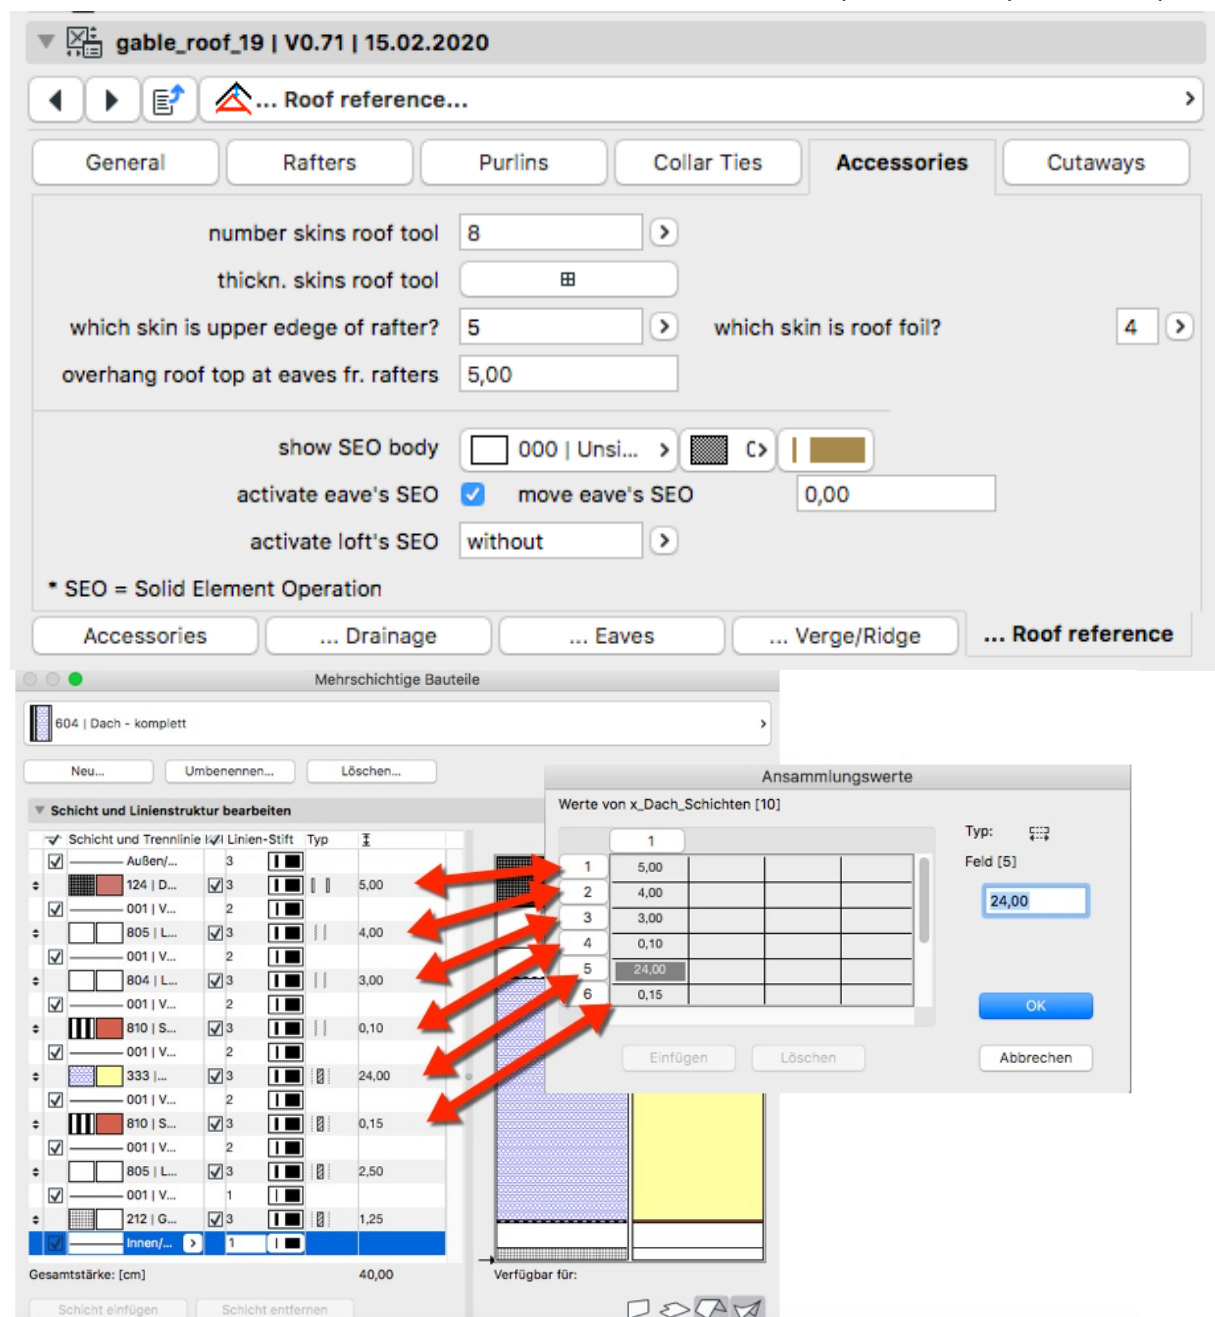 gable_roof_19 | V0.71 | 15.02.2020
... Roof reference...
General Rafters Purlins Collar Ties Accessories Cutaways
number skins roof tool 8
thickn. skins roof tool
which skin is upper edege of rafter? 5 which skin is roof foil? 4
overhang roof top at eaves fr. rafters 5,00
show SEO body 000 | Unsi...
activate eave's SEO move eave's SEO 0,00
activate loft's SEO without
* SEO = Solid Element Operation
Accessories ... Drainage ... Eaves ... Verge/Ridge ... Roof reference
Mehrschichtige Bauteile
604 | Dach - komplett
Neu... Umbenennen... Löschen...
Schicht und Linienstruktur bearbeiten
Schicht und Trennlinie Linien-Stift Typ
Außen/... 3
124 | D... 3 5,00
001 | V... 2
805 | L... 3 4,00
001 | V... 2
804 | L... 3 3,00
001 | V... 2
810 | S... 3 0,10
001 | V... 2
333 |... 3 24,00
001 | V... 2
810 | S... 3 0,15
001 | V... 2
805 | L... 3 2,50
001 | V... 1
212 | G... 3 1,25
Innen/... 1
Gesamtstärke: [cm] 40,00
Schicht einfügen Schicht entfernen
Verfügbar für:
Ansammlungswerte
Werte von x_Dach_Schichten [10]
1
1 5,00
2 4,00
3 3,00
4 0,10
5 24,00
6 0,15
Einfügen Löschen
Typ:
Feld [5]
24,00
OK
Abbrechen